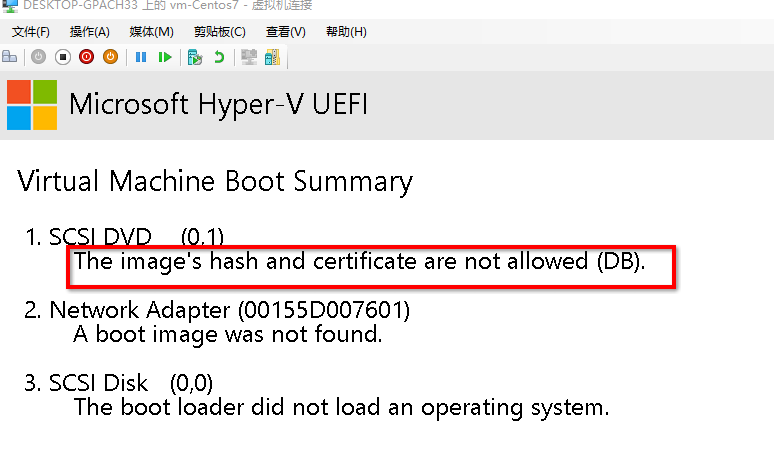 DESKTOP-GPACH33 上的 vm-Centos7 - 虚拟机连接
文件(F) 操作(A) 媒体(M) 剪贴板(C) 查看(V) 帮助(H)
Microsoft Hyper-V UEFI
Virtual Machine Boot Summary
1. SCSI DVD (0,1)
The image's hash and certificate are not allowed (DB).
2. Network Adapter (00155D007601)
A boot image was not found.
3. SCSI Disk (0,0)
The boot loader did not load an operating system.